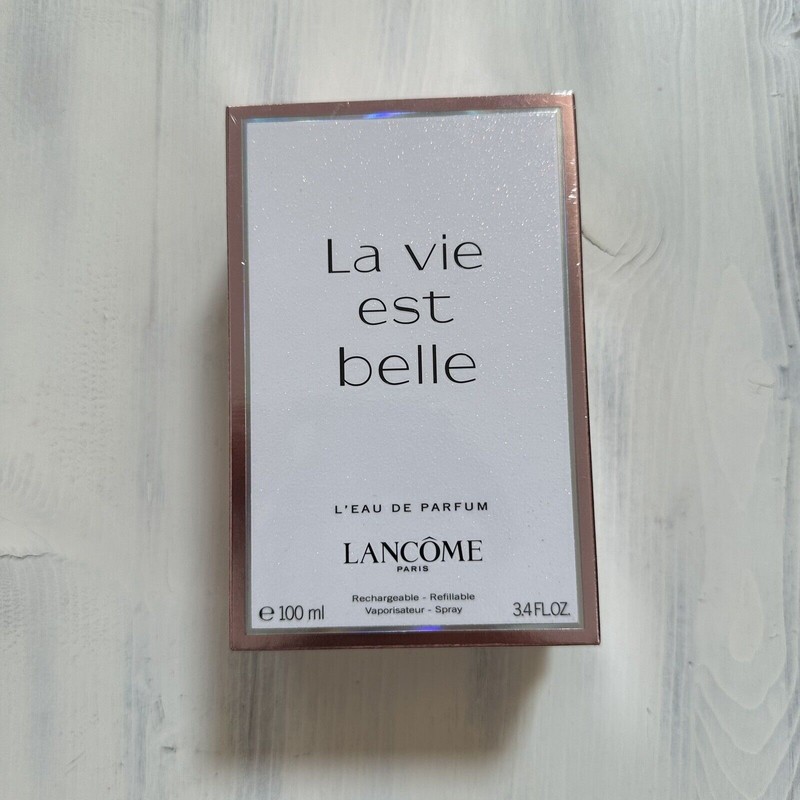 La vie
est
belle
L'EAU DE PARFUM
LANCÔME
PARIS
Rechargeable - Refillable
Vaporisateur - Spray
℮ 100 ml
3.4 FL.OZ.